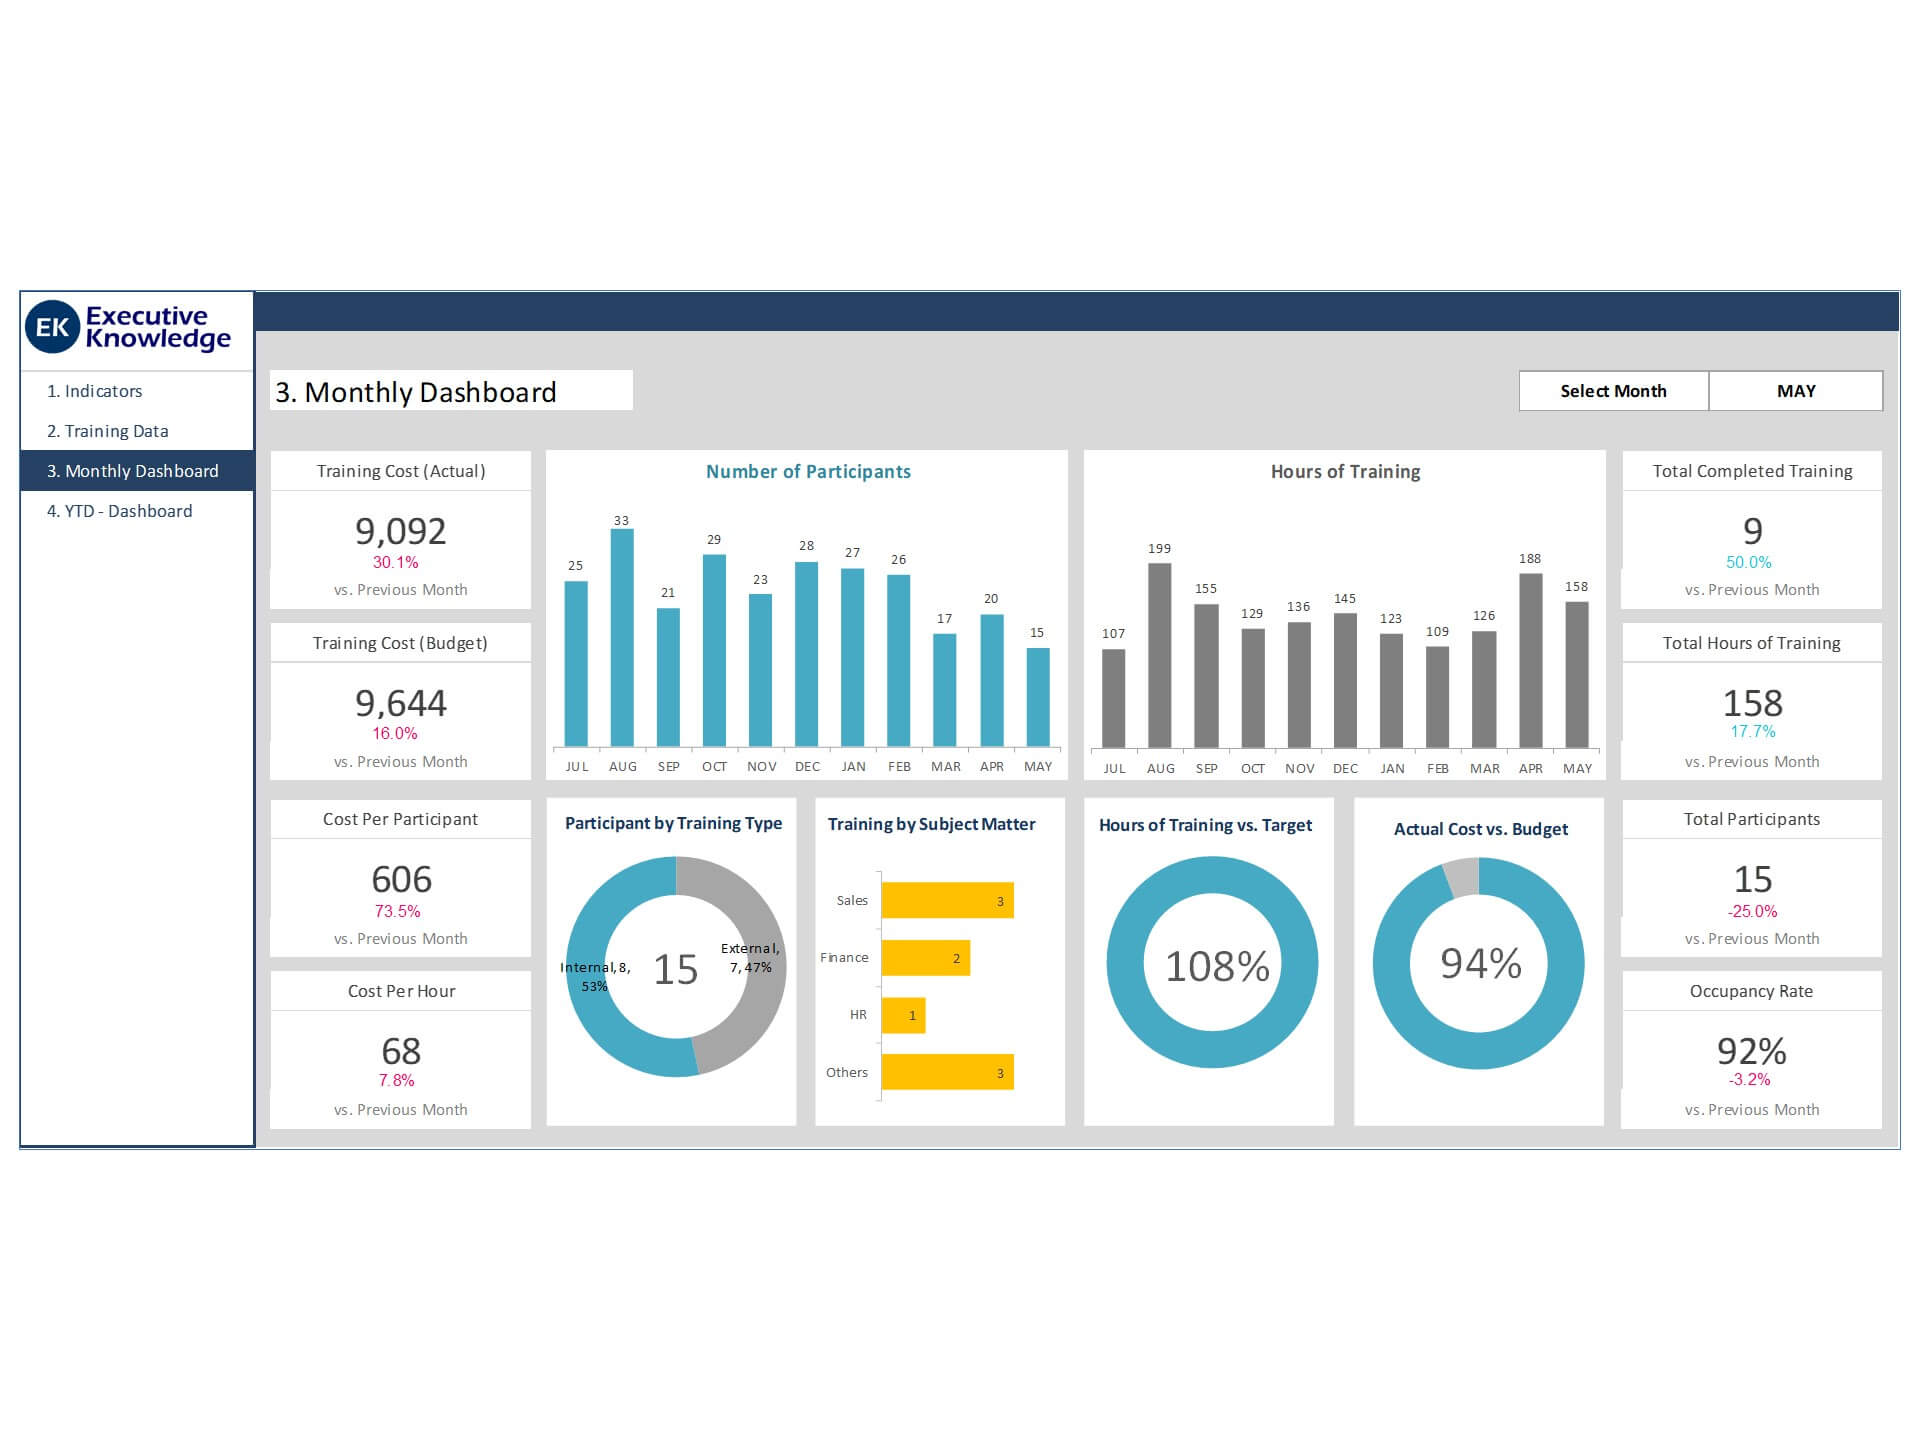 EK Executive
Knowledge
1. Indicators
2. Training Data
3. Monthly Dashboard
4. YTD - Dashboard
3. Monthly Dashboard
Select Month MAY
Training Cost (Actual)
9,092
30.1%
vs. Previous Month
Training Cost (Budget)
9,644
16.0%
vs. Previous Month
Cost Per Participant
606
73.5%
vs. Previous Month
Cost Per Hour
68
7.8%
vs. Previous Month
Number of Participants
25 33 21 29 23 28 27 26 17 20 15
JUL AUG SEP OCT NOV DEC JAN FEB MAR APR MAY
Hours of Training
107 199 155 129 136 145 123 109 126 188 158
JUL AUG SEP OCT NOV DEC JAN FEB MAR APR MAY
Participant by Training Type
External,
7, 47%
Internal, 8,
53%
15
Training by Subject Matter
Sales 3
Finance 2
HR 1
Others 3
Hours of Training vs. Target
108%
Actual Cost vs. Budget
94%
Total Completed Training
9
50.0%
vs. Previous Month
Total Hours of Training
158
17.7%
vs. Previous Month
Total Participants
15
-25.0%
vs. Previous Month
Occupancy Rate
92%
-3.2%
vs. Previous Month